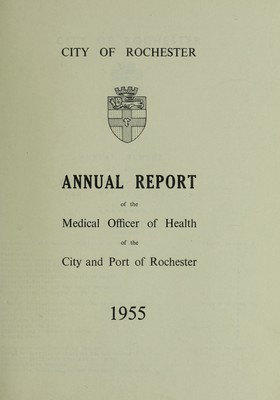 CITY OF ROCHESTER
ANNUAL REPORT
of the
Medical Officer of Health
of the
City and Port of Rochester
1955